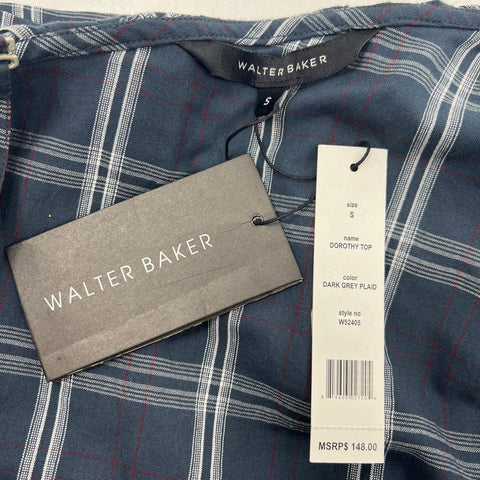 WALTER BAKER
S
WALTER BAKER
size
S
name
DOROTHY TOP
color
DARK GREY PLAID
style no
W52405
MSRP$ 148.00